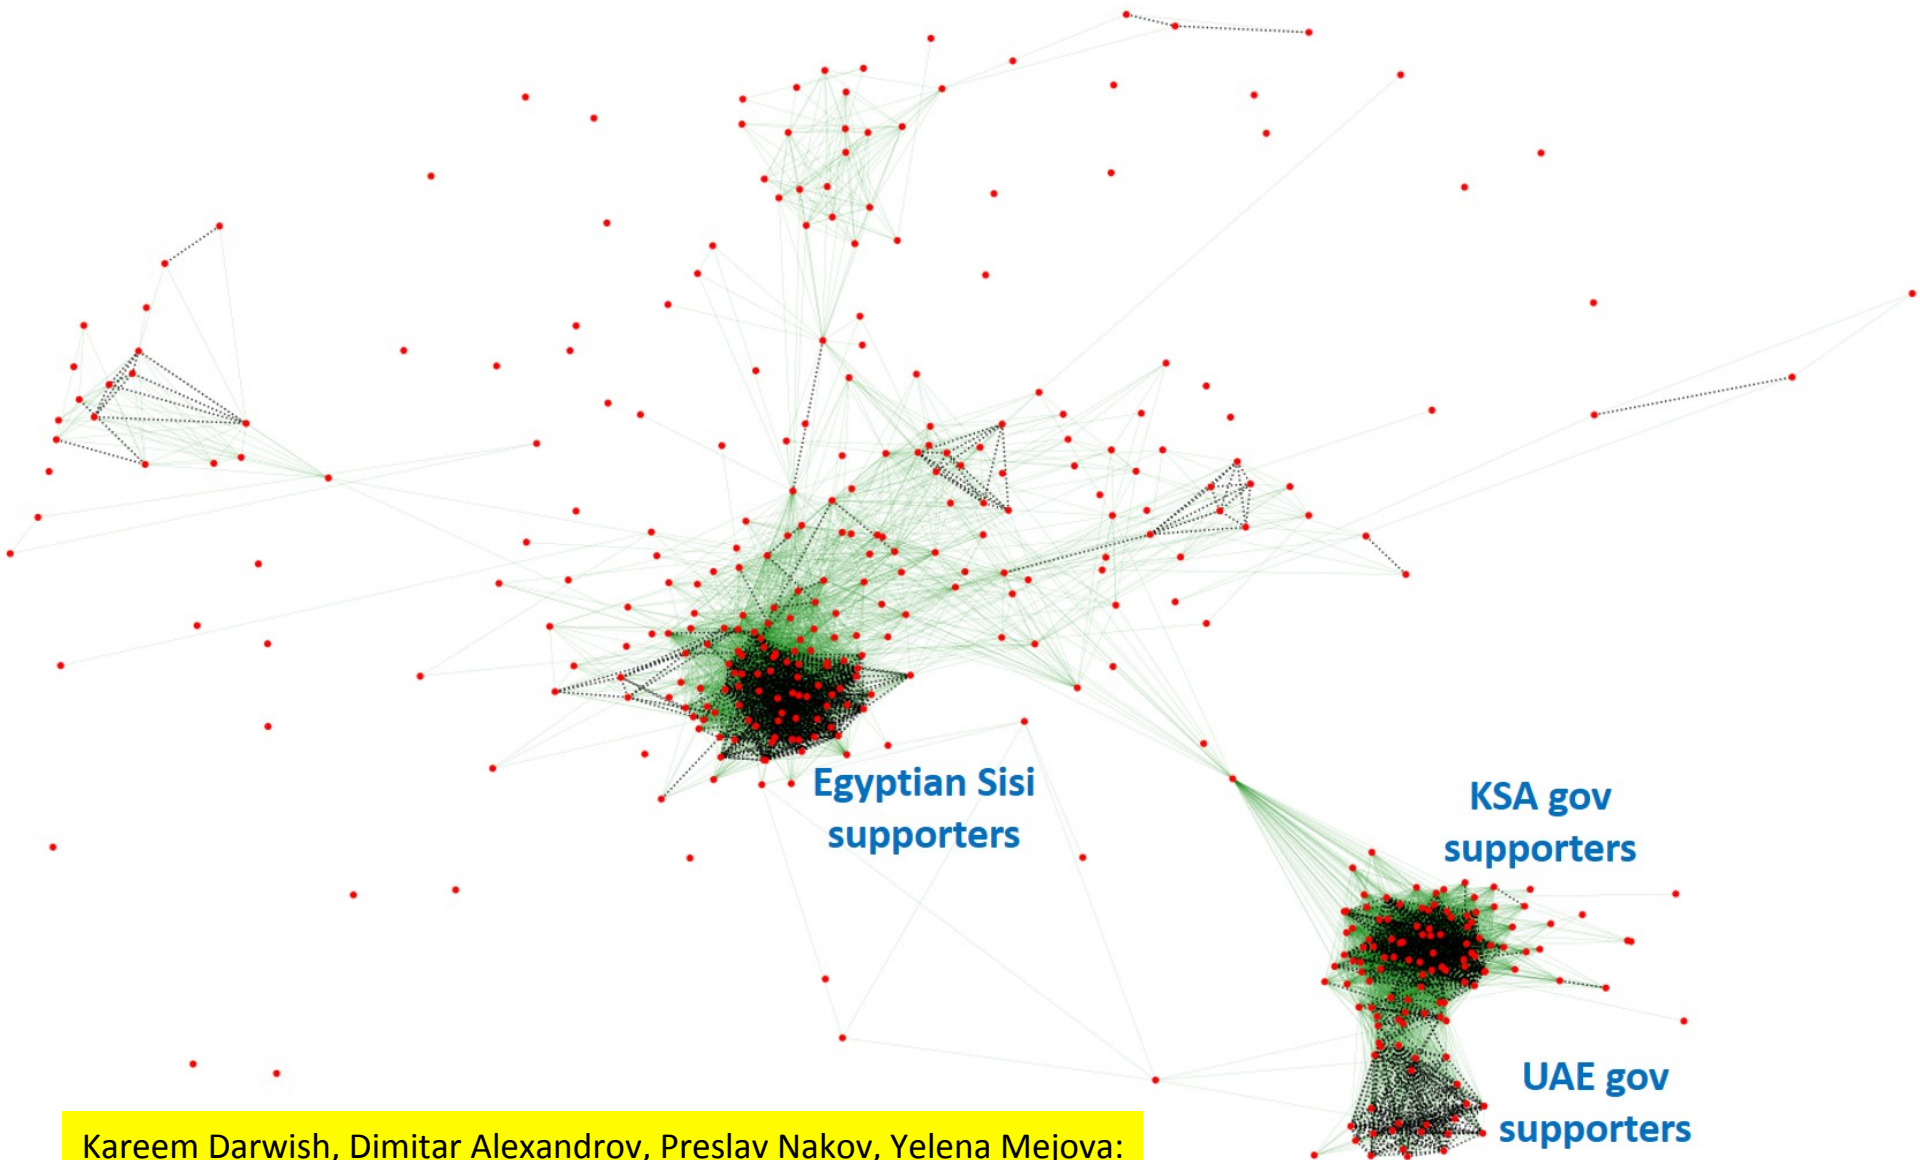 Egyptian Sisi
supporters
KSA gov
supporters
UAE gov
supporters
Kareem Darwish, Dimitar Alexandrov, Preslav Nakov, Yelena Mejova: